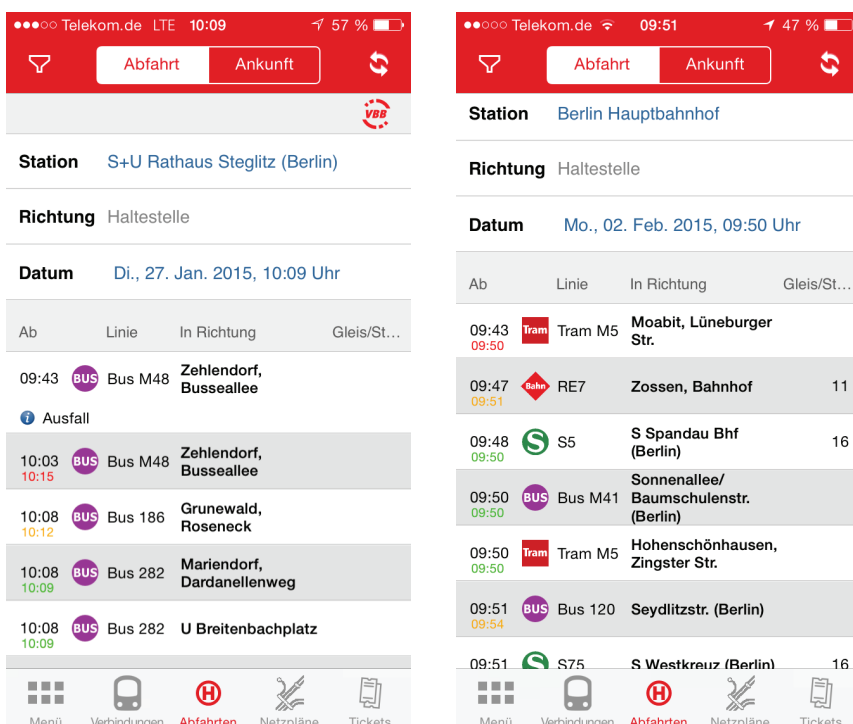 Telekom.de LTE 10:09 57 %
Abfahrt Ankunft
VBB
Station S+U Rathaus Steglitz (Berlin)
Richtung Haltestelle
Datum Di., 27. Jan. 2015, 10:09 Uhr
Ab Linie In Richtung Gleis/St…
09:43 BUS Bus M48 Zehlendorf,
Busseallee
i Ausfall
10:03 BUS Bus M48 Zehlendorf,
10:15 Busseallee
10:08 BUS Bus 186 Grunewald,
10:12 Roseneck
10:08 BUS Bus 282 Mariendorf,
10:09 Dardanellenweg
10:08 BUS Bus 282 U Breitenbachplatz
10:09
H
Menü Verbindungen Abfahrten Netzpläne Tickets
Telekom.de 09:51 47 %
Abfahrt Ankunft
Station Berlin Hauptbahnhof
Richtung Haltestelle
Datum Mo., 02. Feb. 2015, 09:50 Uhr
Ab Linie In Richtung Gleis/St…
09:43 Tram Tram M5 Moabit, Lüneburger
09:50 Str.
09:47 Bahn RE7 Zossen, Bahnhof 11
09:51
09:48 S S5 S Spandau Bhf 16
09:50 (Berlin)
09:50 BUS Bus M41 Sonnenallee/
09:50 Baumschulenstr.
(Berlin)
09:50 Tram Tram M5 Hohenschönhausen,
09:50 Zingster Str.
09:51 BUS Bus 120 Seydlitzstr. (Berlin)
09:54
09:51 S S75 S Westkreuz (Berlin) 16
H
Menü Verbindungen Abfahrten Netzpläne Tickets